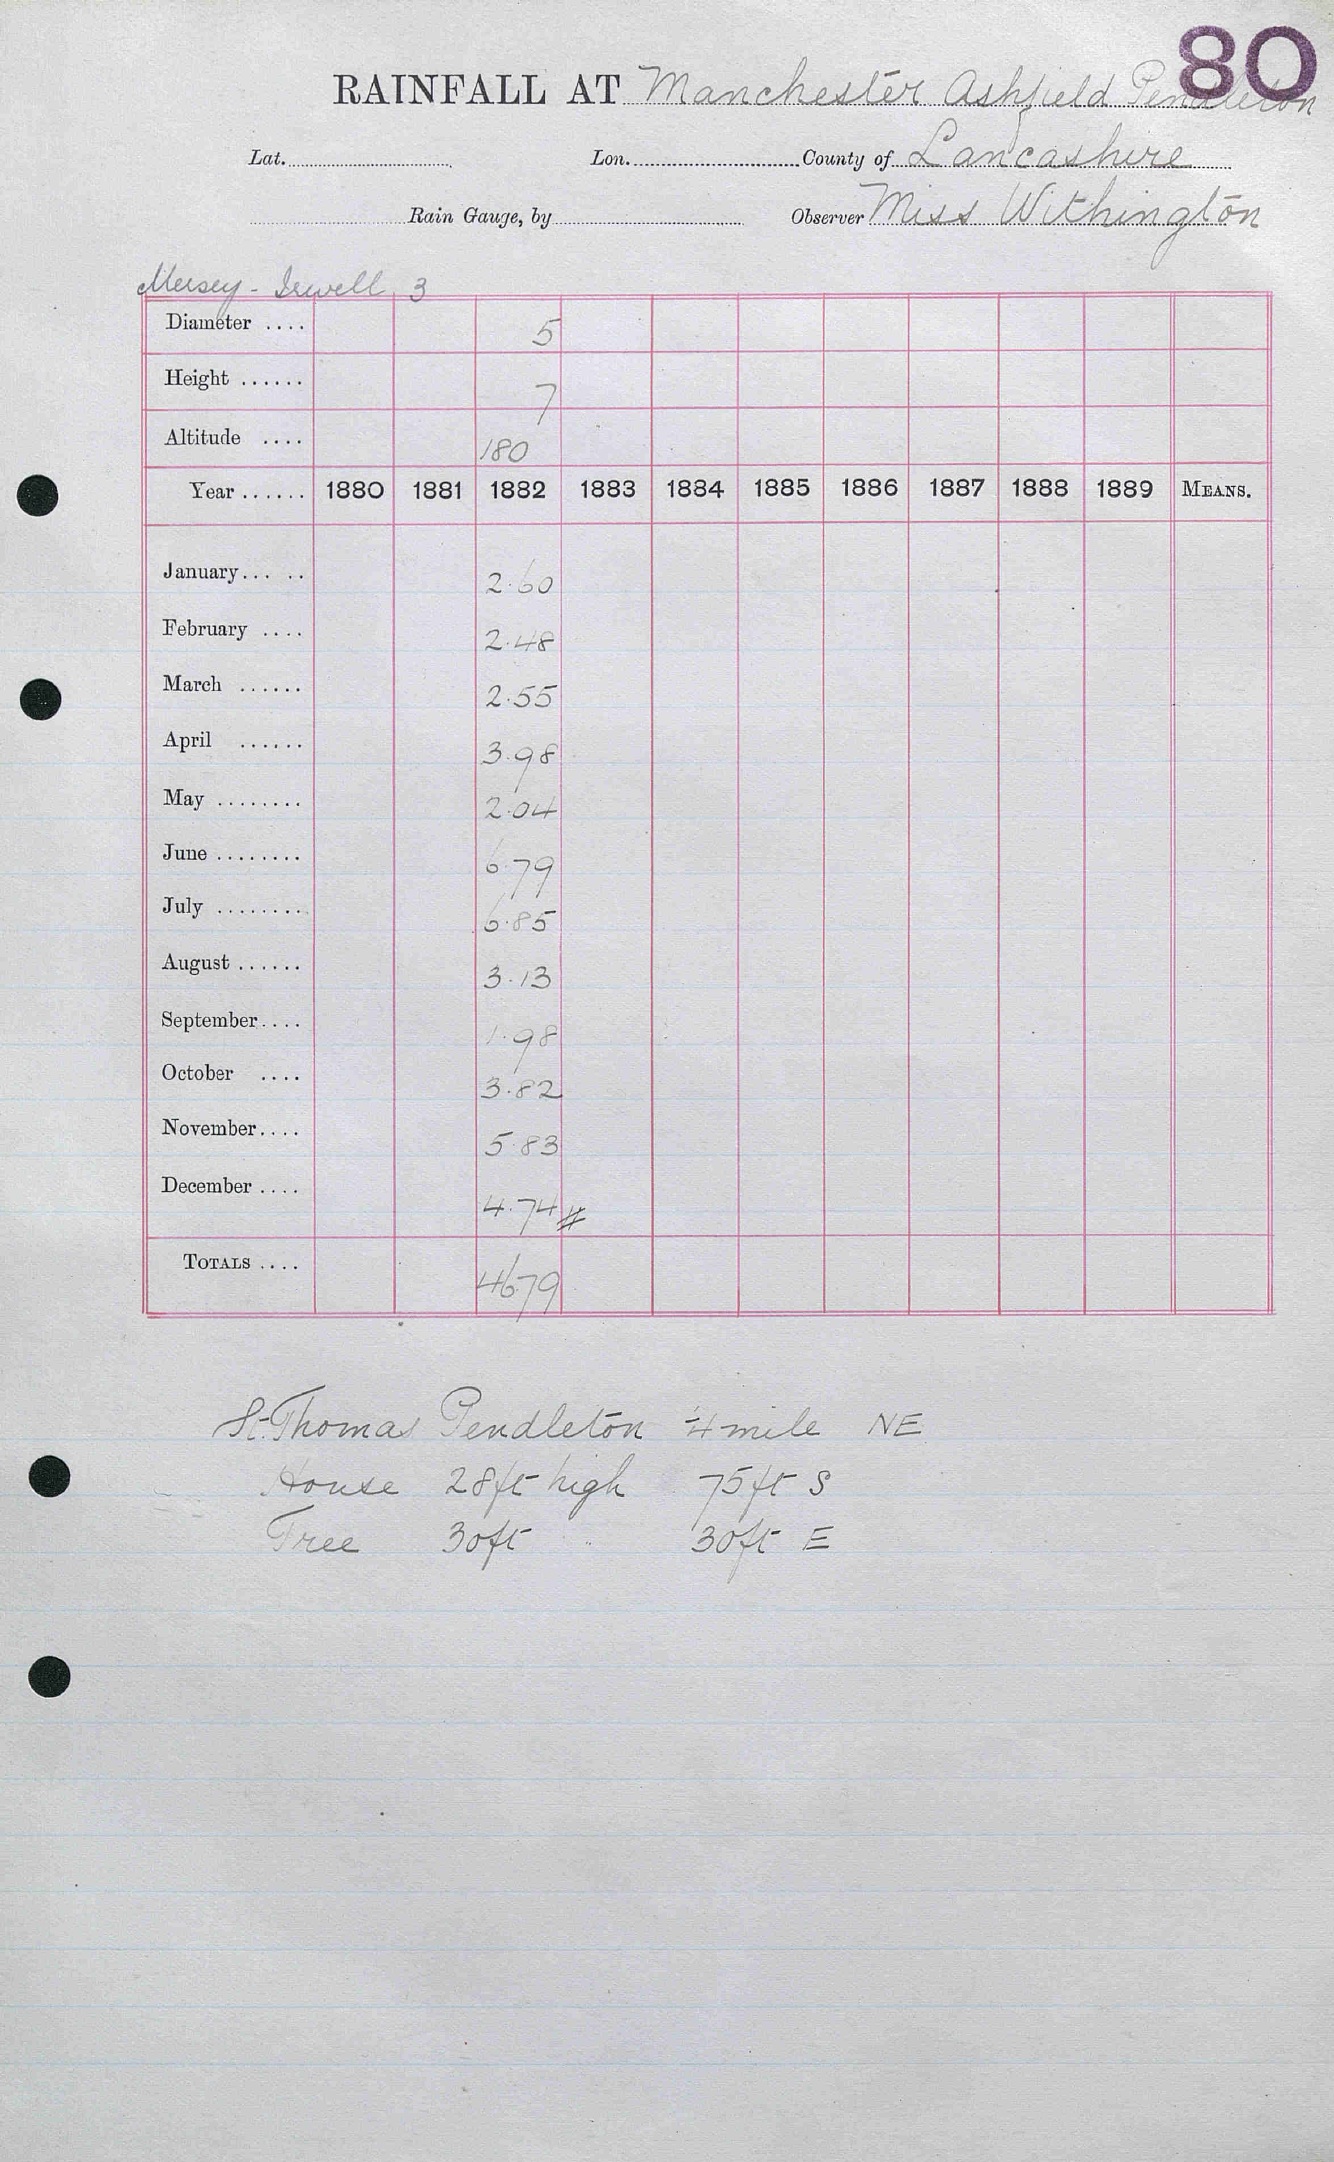 80
RAINFALL AT Manchester Ashfield Pendleton
Lat. Lon. County of Lancashire
Rain Gauge, by Observer Miss Withington
Mersey - Irwell 3
Diameter .... 5
Height ...... 7
Altitude .... 180
Year ...... 1880 1881 1882 1883 1884 1885 1886 1887 1888 1889 MEANS.
January... .. 2.60
February .... 2.48
March ...... 2.55
April ...... 3.98
May ........ 2.04
June ........ 6.79
July ........ 6.85
August ...... 3.13
September.... 1.98
October .... 3.82
November.... 5.83
December .... 4.74 #
TOTALS .... 46.79
St. Thomas Pendleton ¼ mile NE
House 28ft high 75ft S
Tree 30ft " 30ft E